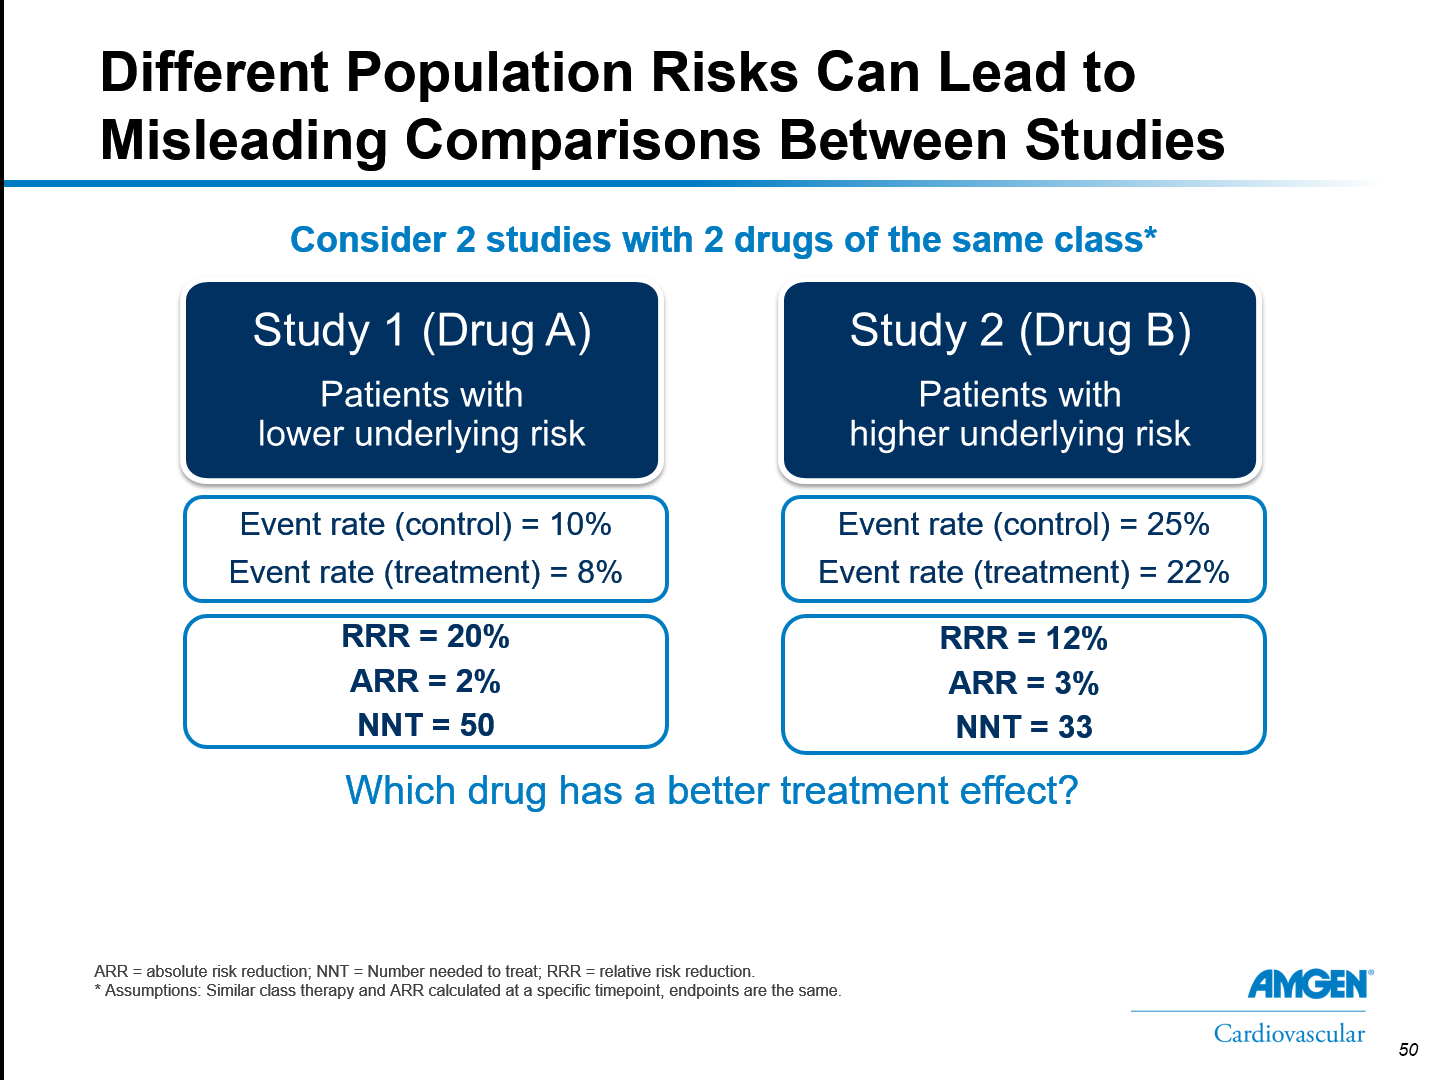 Different Population Risks Can Lead to
Misleading Comparisons Between Studies
Consider 2 studies with 2 drugs of the same class*
Study 1 (Drug A)
Patients with
lower underlying risk
Event rate (control) = 10%
Event rate (treatment) = 8%
RRR = 20%
ARR = 2%
NNT = 50
Study 2 (Drug B)
Patients with
higher underlying risk
Event rate (control) = 25%
Event rate (treatment) = 22%
RRR = 12%
ARR = 3%
NNT = 33
Which drug has a better treatment effect?
ARR = absolute risk reduction; NNT = Number needed to treat; RRR = relative risk reduction.
* Assumptions: Similar class therapy and ARR calculated at a specific timepoint, endpoints are the same.
AMGEN®
Cardiovascular
50